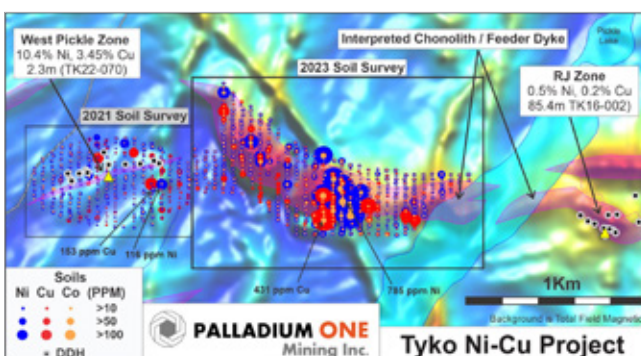 West Pickle Zone
10.4% Ni, 3.45% Cu
2.3m (TK22-070)
Interpreted Chonolith / Feeder Dyke
Pickle
Lake
2023 Soil Survey
RJ Zone
0.5% Ni, 0.2% Cu
85.4m TK16-002)
2021 Soil Survey
153 ppm Cu
116 ppm Ni
431 ppm Cu
785 ppm Ni
Soils
Ni Cu Co (PPM)
>10
>50
>100
DDH
PALLADIUM ONE
Mining Inc.
1Km
Background is Total Field Magnetic
Tyko Ni-Cu Project